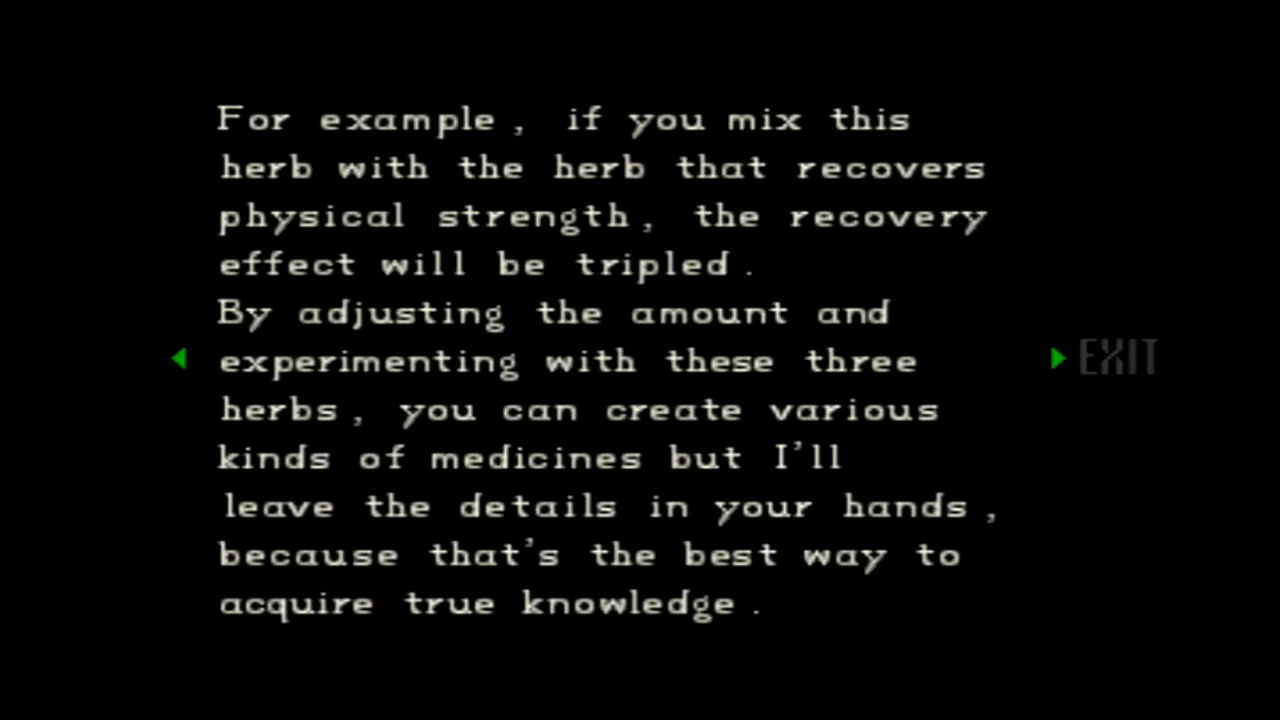 For example, if you mix this
herb with the herb that recovers
physical strength, the recovery
effect will be tripled.
By adjusting the amount and
experimenting with these three
herbs, you can create various
kinds of medicines but I'll
leave the details in your hands,
because that's the best way to
acquire true knowledge.
EXIT